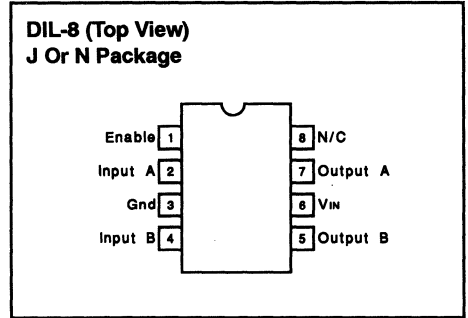 DIL-8 (Top View)
J Or N Package
Enable 1 8 N/C
Input A 2 7 Output A
Gnd 3 6 VIN
Input B 4 5 Output B